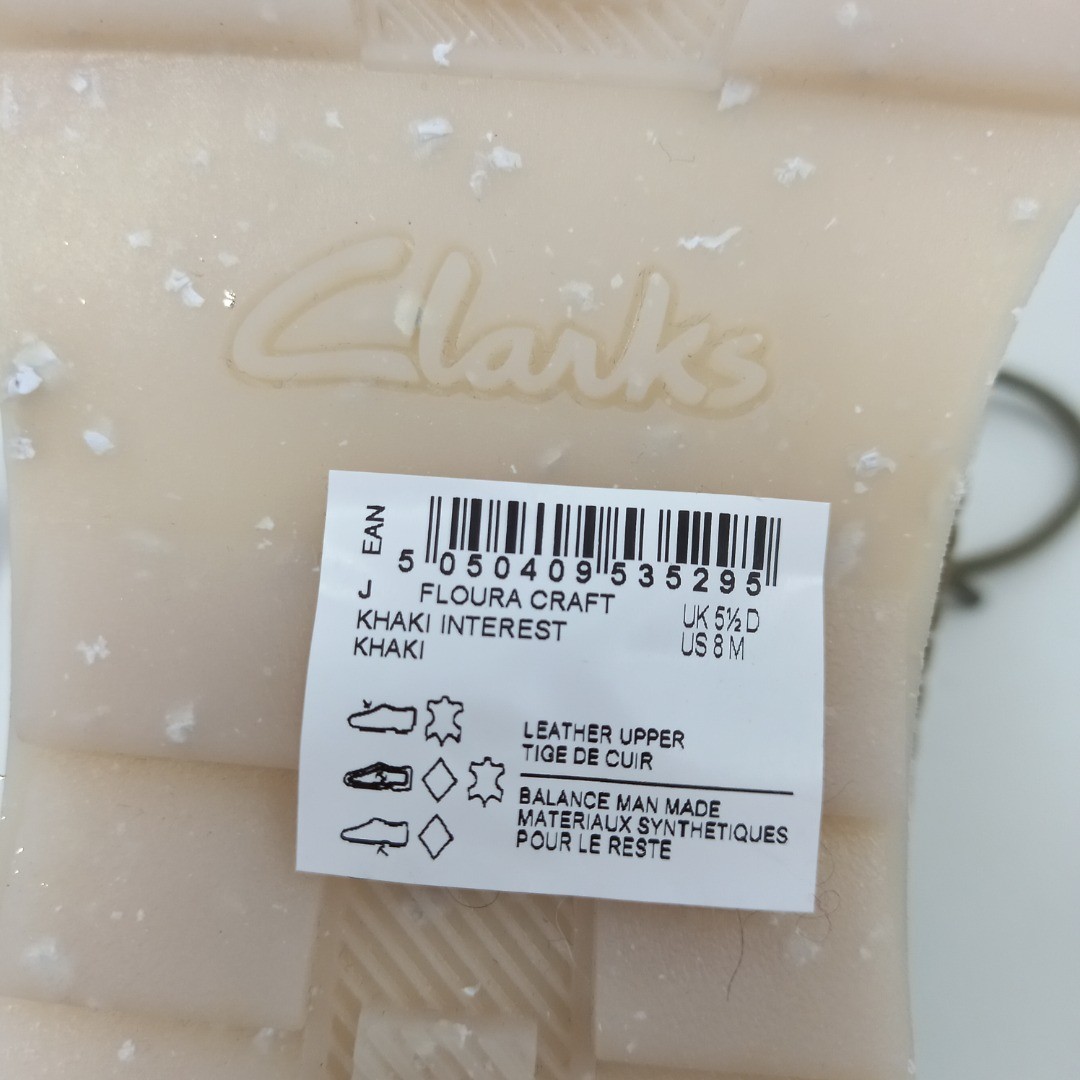 Clarks
EAN
5 050409 535295
J FLOURA CRAFT
KHAKI INTEREST
KHAKI
UK 5½ D
US 8 M
LEATHER UPPER
TIGE DE CUIR
BALANCE MAN MADE
MATERIAUX SYNTHETIQUES
POUR LE RESTE